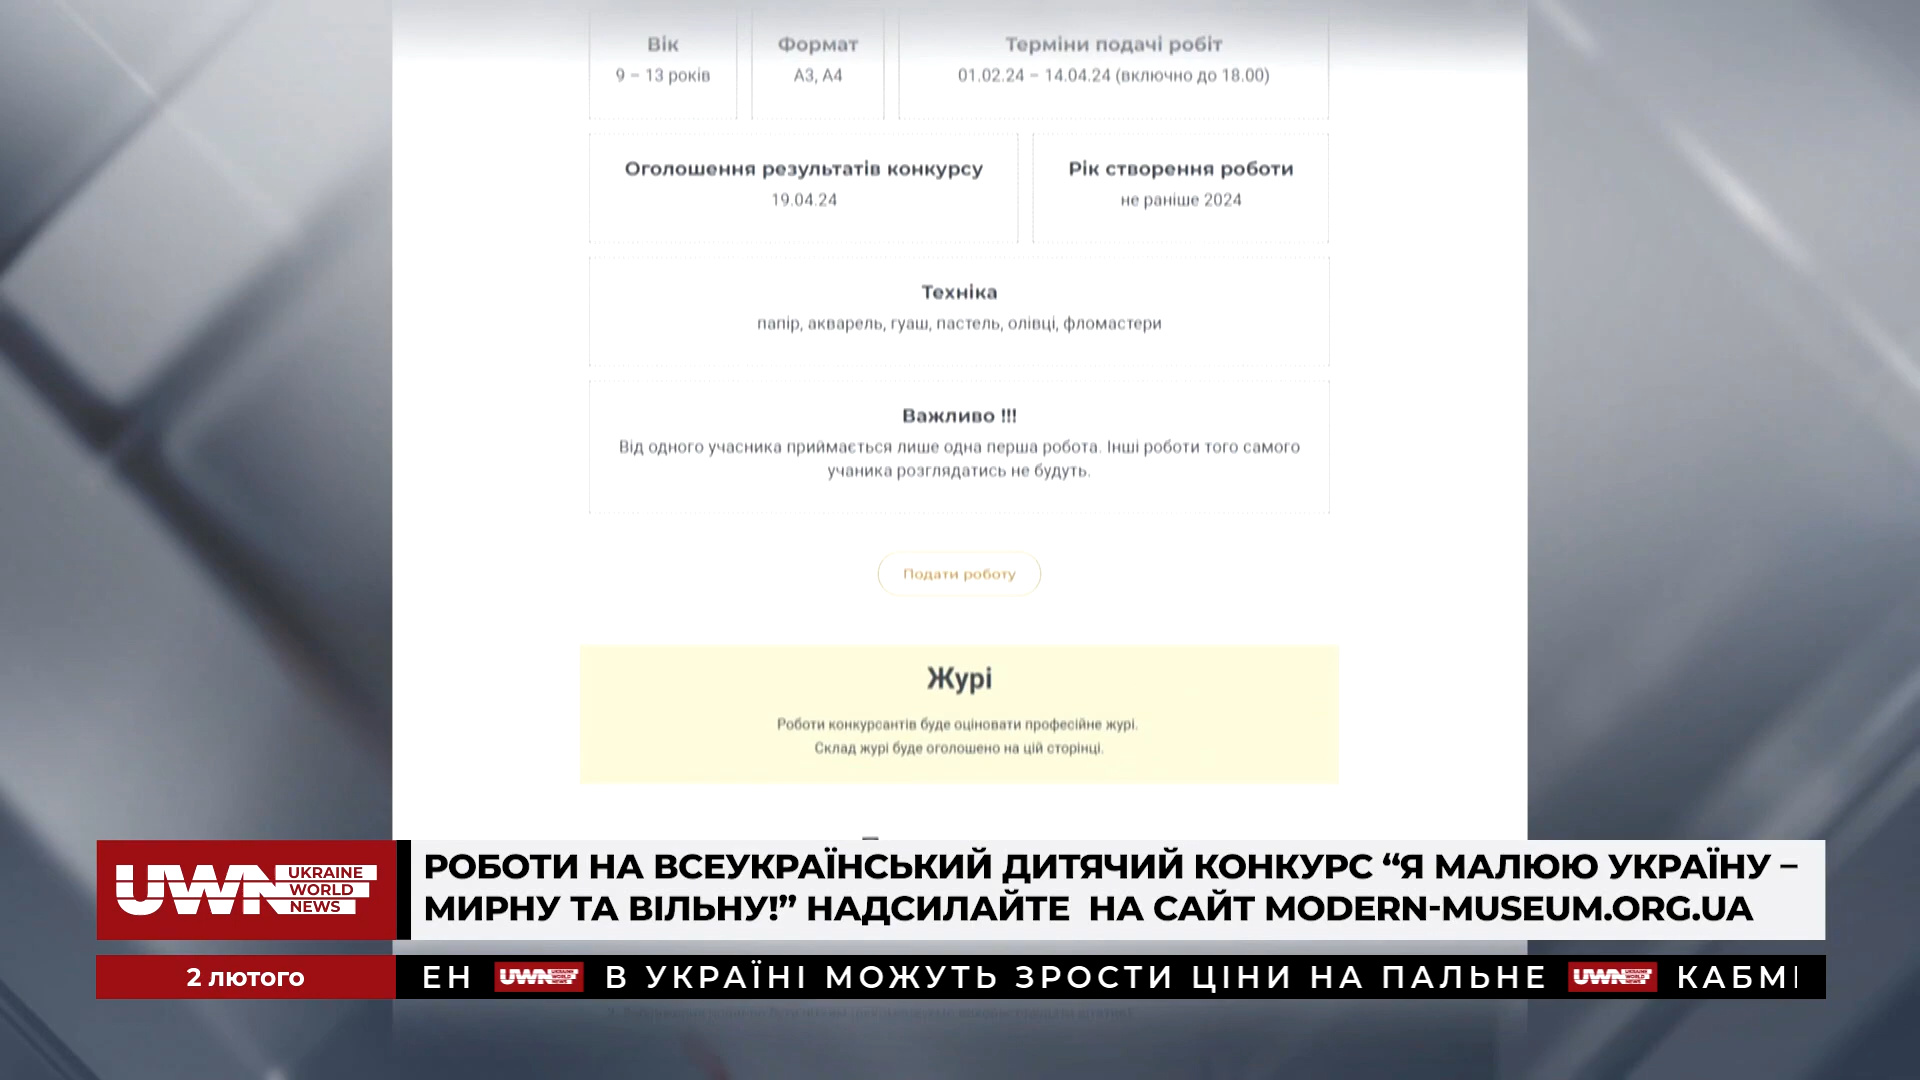 Вік
9 – 13 років
Формат
А3, А4
Терміни подачі робіт
01.02.24 – 14.04.24 (включно до 18.00)
Оголошення результатів конкурсу
19.04.24
Рік створення роботи
не раніше 2024
Техніка
папір, акварель, гуаш, пастель, олівці, фломастери
Важливо !!!
Від одного учасника приймається лише одна перша робота. Інші роботи того самого
учаника розглядатись не будуть.
Подати роботу
Журі
Роботи конкурсантів буде оцінювати професійне журі.
Склад журі буде оголошено на цій сторінці.
UWN UKRAINE
WORLD
NEWS
РОБОТИ НА ВСЕУКРАЇНСЬКИЙ ДИТЯЧИЙ КОНКУРС “Я МАЛЮЮ УКРАЇНУ –
МИРНУ ТА ВІЛЬНУ!” НАДСИЛАЙТЕ НА САЙТ MODERN-MUSEUM.ORG.UA
2 лютого
ЕН UWN В УКРАЇНІ МОЖУТЬ ЗРОСТИ ЦІНИ НА ПАЛЬНЕ UWN КАБМІ